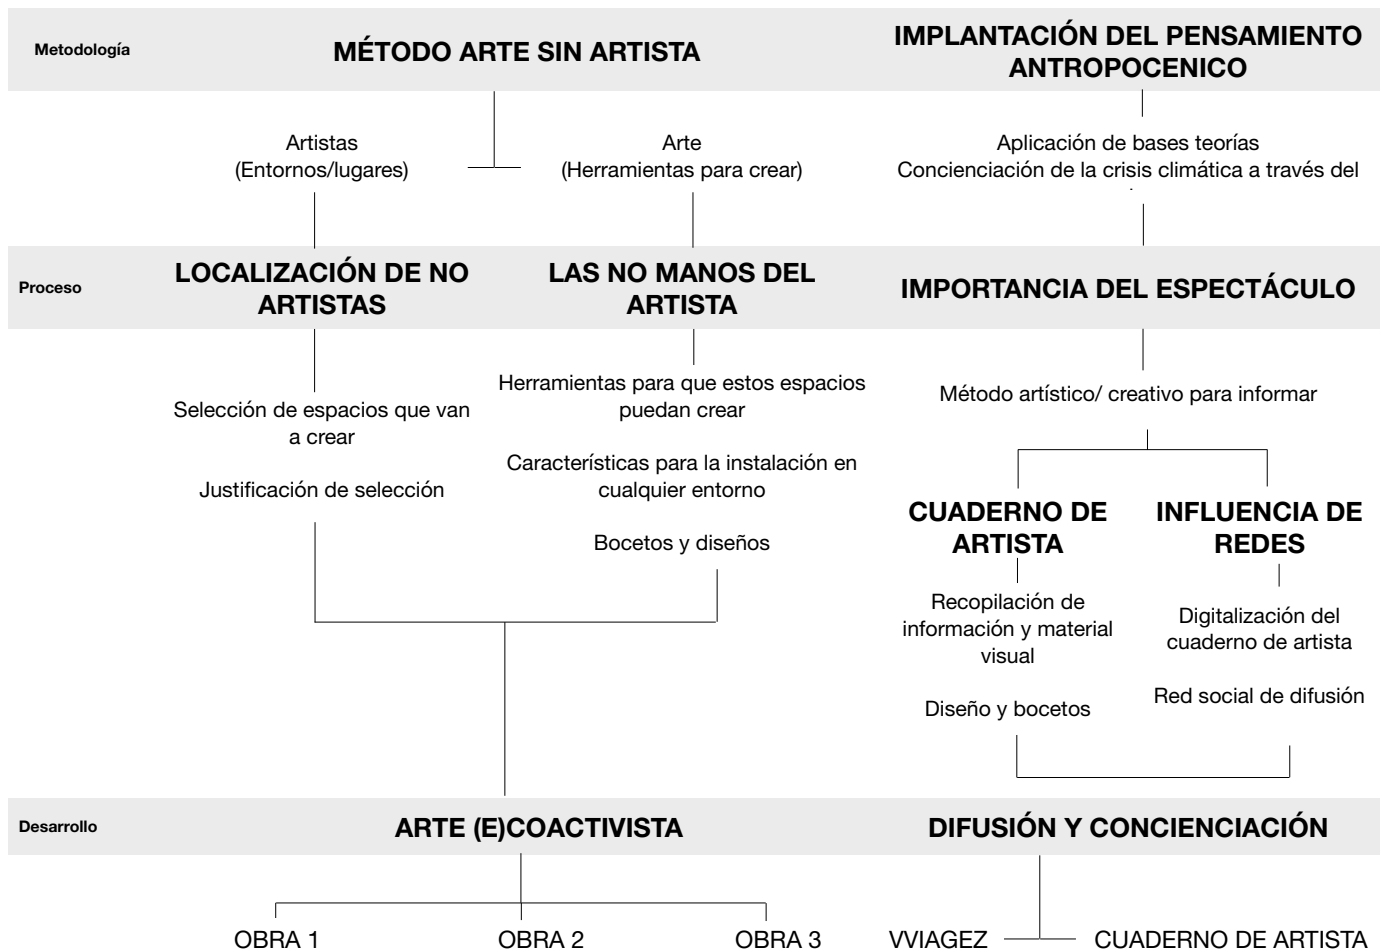 Metodología
MÉTODO ARTE SIN ARTISTA
IMPLANTACIÓN DEL PENSAMIENTO
ANTROPOCENICO
Artistas
(Entornos/lugares)
Arte
(Herramientas para crear)
Aplicación de bases teorías
Concienciación de la crisis climática a través del
Proceso
LOCALIZACIÓN DE NO
ARTISTAS
LAS NO MANOS DEL
ARTISTA
IMPORTANCIA DEL ESPECTÁCULO
Selección de espacios que van
a crear
Justificación de selección
Herramientas para que estos espacios
puedan crear
Características para la instalación en
cualquier entorno
Bocetos y diseños
Método artístico/ creativo para informar
CUADERNO DE
ARTISTA
INFLUENCIA DE
REDES
Recopilación de
información y material
visual
Diseño y bocetos
Digitalización del
cuaderno de artista
Red social de difusión
Desarrollo
ARTE (E)COACTIVISTA
DIFUSIÓN Y CONCIENCIACIÓN
OBRA 1
OBRA 2
OBRA 3
VVIAGEZ
CUADERNO DE ARTISTA